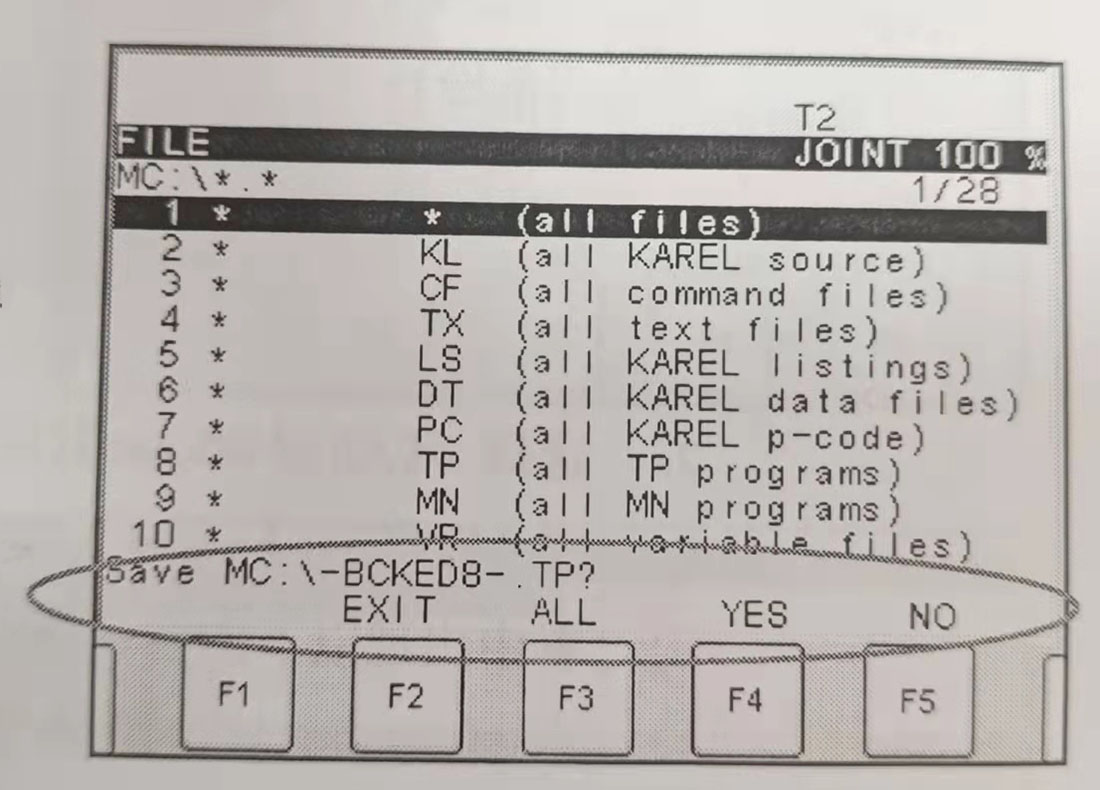 T2
FILE JOINT 100 %
MC:\*.* 1/28
1 * * (all files)
2 * KL (all KAREL source)
3 * CF (all command files)
4 * TX (all text files)
5 * LS (all KAREL listings)
6 * DT (all KAREL data files)
7 * PC (all KAREL p-code)
8 * TP (all TP programs)
9 * MN (all MN programs)
10 * VR (all variable files)
Save MC:\-BCKED8-.TP?
EXIT ALL YES NO
F1 F2 F3 F4 F5